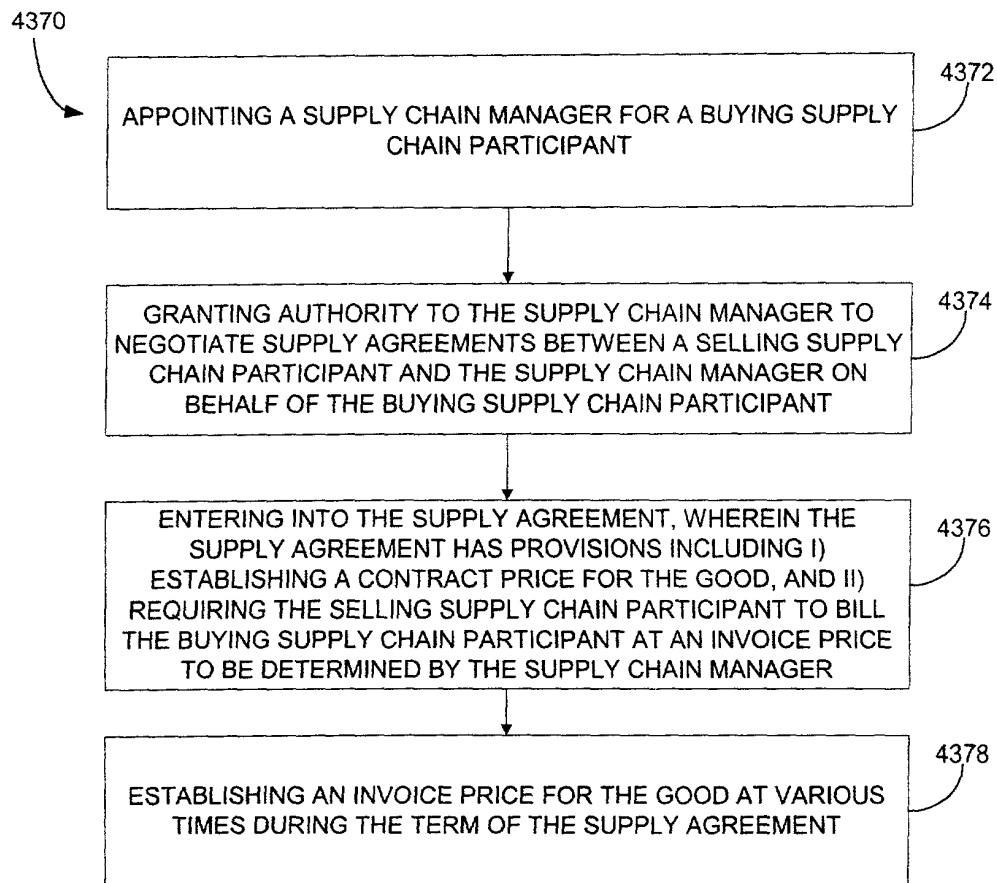 4370
4372
APPOINTING A SUPPLY CHAIN MANAGER FOR A BUYING SUPPLY
CHAIN PARTICIPANT
4374
GRANTING AUTHORITY TO THE SUPPLY CHAIN MANAGER TO
NEGOTIATE SUPPLY AGREEMENTS BETWEEN A SELLING SUPPLY
CHAIN PARTICIPANT AND THE SUPPLY CHAIN MANAGER ON
BEHALF OF THE BUYING SUPPLY CHAIN PARTICIPANT
4376
ENTERING INTO THE SUPPLY AGREEMENT, WHEREIN THE
SUPPLY AGREEMENT HAS PROVISIONS INCLUDING I)
ESTABLISHING A CONTRACT PRICE FOR THE GOOD, AND II)
REQUIRING THE SELLING SUPPLY CHAIN PARTICIPANT TO BILL
THE BUYING SUPPLY CHAIN PARTICIPANT AT AN INVOICE PRICE
TO BE DETERMINED BY THE SUPPLY CHAIN MANAGER
4378
ESTABLISHING AN INVOICE PRICE FOR THE GOOD AT VARIOUS
TIMES DURING THE TERM OF THE SUPPLY AGREEMENT